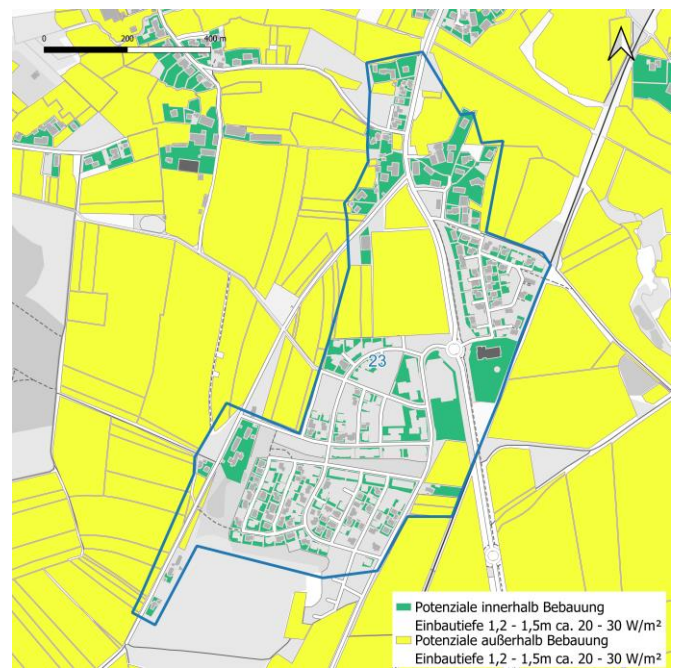 0 200 400 m
23
Potenziale innerhalb Bebauung
Einbautiefe 1,2 - 1,5m ca. 20 - 30 W/m²
Potenziale außerhalb Bebauung
Einbautiefe 1,2 - 1,5m ca. 20 - 30 W/m²